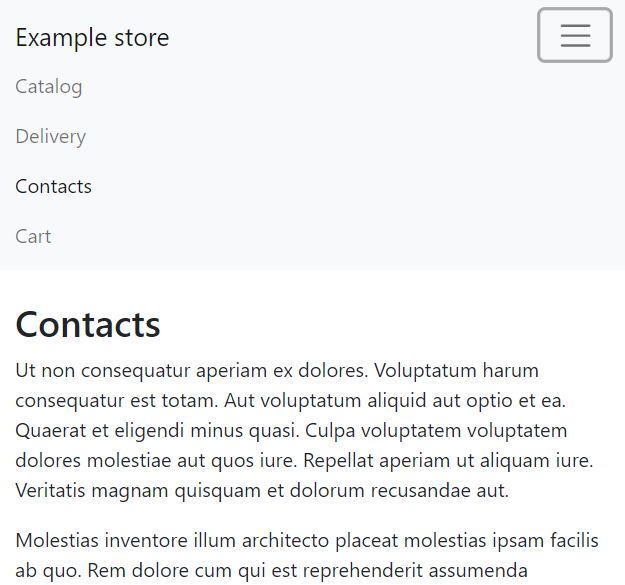 Example store
Catalog
Delivery
Contacts
Cart
Contacts
Ut non consequatur aperiam ex dolores. Voluptatum harum
consequatur est totam. Aut voluptatum aliquid aut optio et ea.
Quaerat et eligendi minus quasi. Culpa voluptatem voluptatem
dolores molestiae aut quos iure. Repellat aperiam ut aliquam iure.
Veritatis magnam quisquam et dolorum recusandae aut.
Molestias inventore illum architecto placeat molestias ipsam facilis
ab quo. Rem dolore cum qui est reprehenderit assumenda